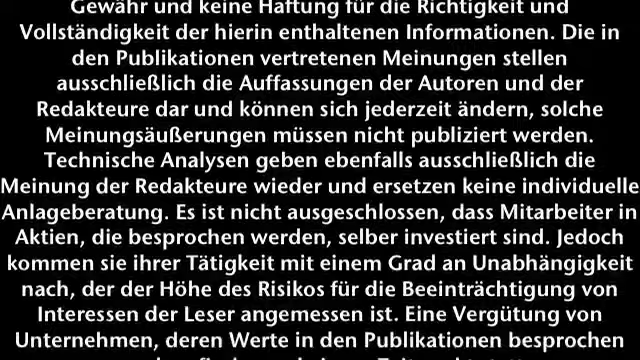 Gewähr und keine Haftung für die Richtigkeit und
Vollständigkeit der hierin enthaltenen Informationen. Die in
den Publikationen vertretenen Meinungen stellen
ausschließlich die Auffassungen der Autoren und der
Redakteure dar und können sich jederzeit ändern, solche
Meinungsäußerungen müssen nicht publiziert werden.
Technische Analysen geben ebenfalls ausschließlich die
Meinung der Redakteure wieder und ersetzen keine individuelle
Anlageberatung. Es ist nicht ausgeschlossen, dass Mitarbeiter in
Aktien, die besprochen werden, selber investiert sind. Jedoch
kommen sie ihrer Tätigkeit mit einem Grad an Unabhängigkeit
nach, der der Höhe des Risikos für die Beeinträchtigung von
Interessen der Leser angemessen ist. Eine Vergütung von
Unternehmen, deren Werte in den Publikationen besprochen